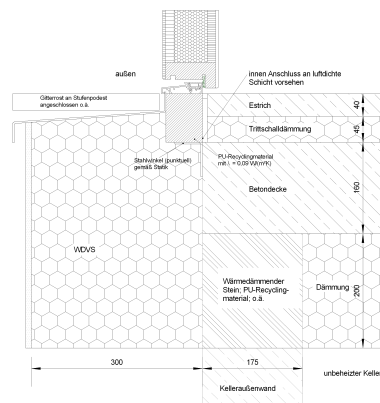 außen
innen Anschluss an luftdichte
Schicht vorsehen
Gitterrost an Stufenpodest
angeschlossen o.ä.
Estrich
40
Trittschalldämmung
45
Stahlwinkel (punktuell)
gemäß Statik
PU-Recyclingmaterial
mit λ = 0,09 W/(m²K)
Betondecke
160
WDVS
Wärmedämmender
Stein; PU-Recycling-
material; o.ä.
Dämmung
200
300
175
unbeheizter Keller
Kelleraußenwand